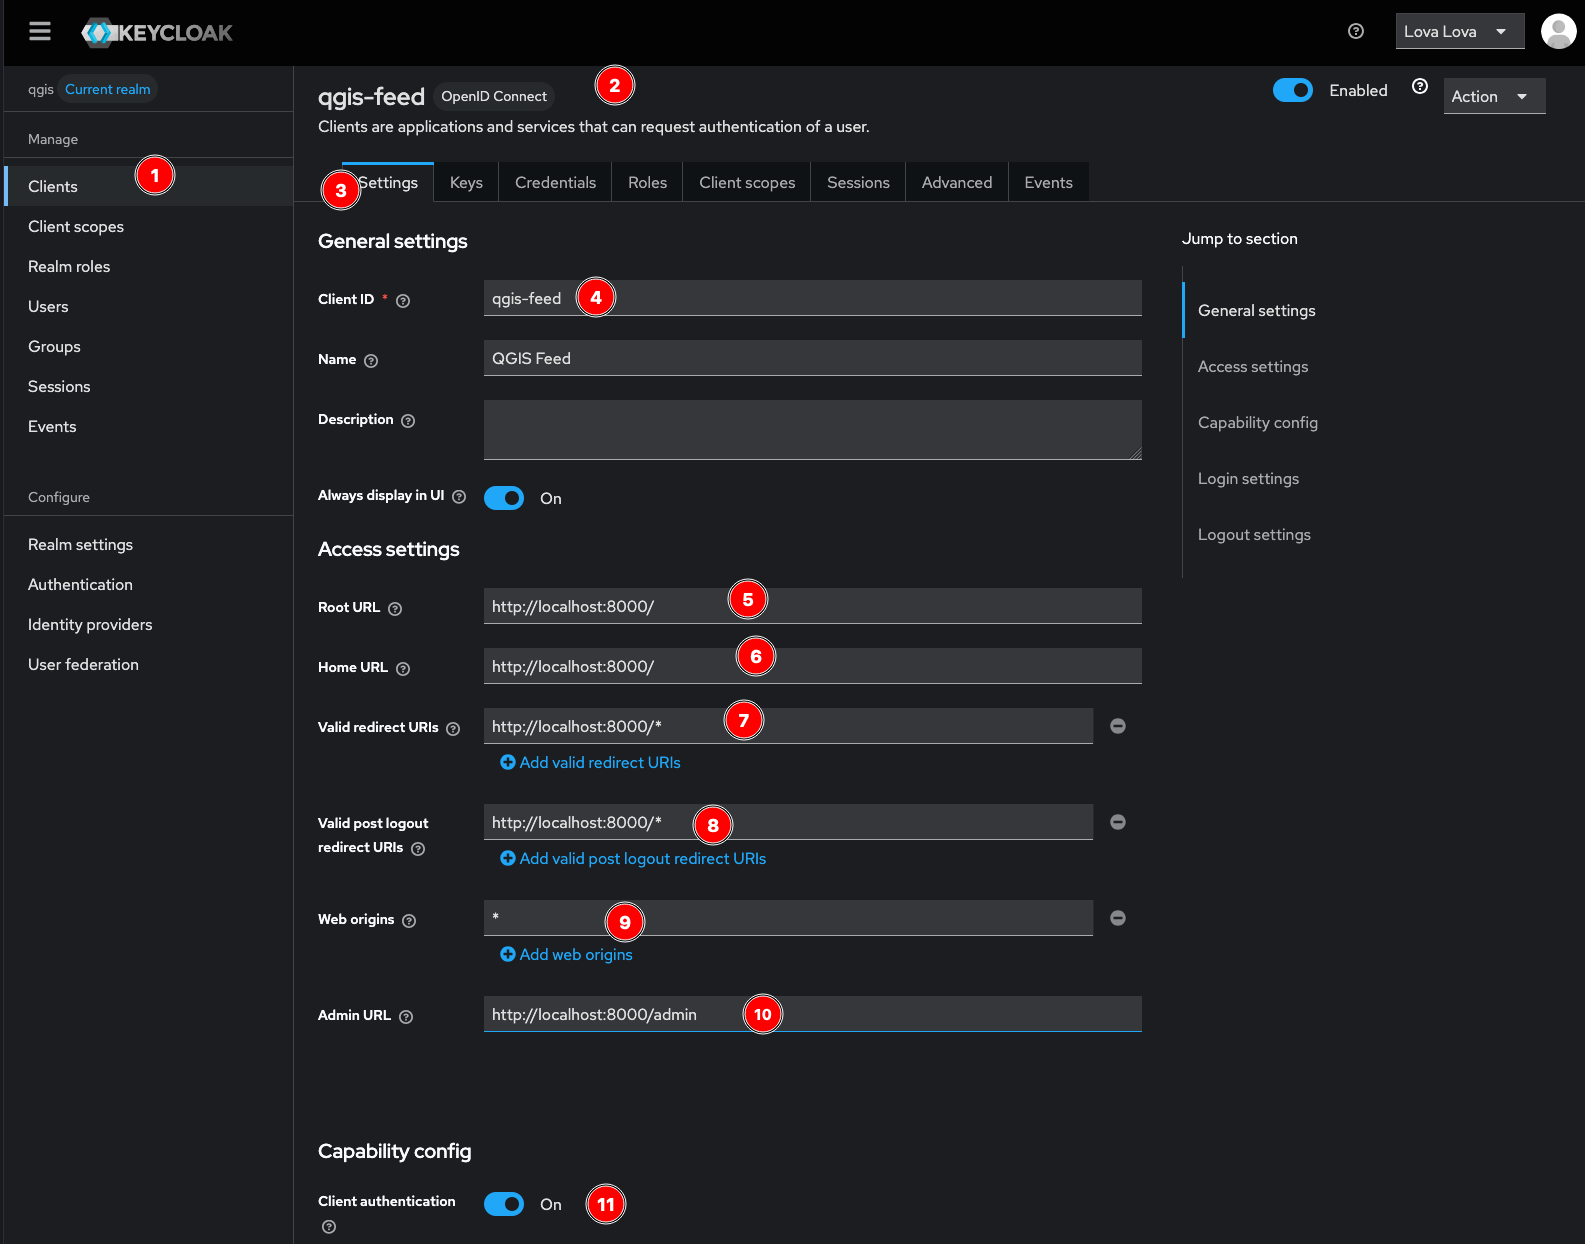 KEYCLOAK
Lova Lova
qgis Current realm
Manage
1
Clients
Client scopes
Realm roles
Users
Groups
Sessions
Events
Configure
Realm settings
Authentication
Identity providers
User federation
qgis-feed OpenID Connect
2
Enabled
Action
Clients are applications and services that can request authentication of a user.
3
Settings
Keys
Credentials
Roles
Client scopes
Sessions
Advanced
Events
General settings
Client ID *
qgis-feed
4
Name
QGIS Feed
Description
Always display in UI
On
Access settings
Root URL
http://localhost:8000/
5
Home URL
http://localhost:8000/
6
Valid redirect URIs
http://localhost:8000/*
7
Add valid redirect URIs
Valid post logout
redirect URIs
http://localhost:8000/*
8
Add valid post logout redirect URIs
Web origins
*
9
Add web origins
Admin URL
http://localhost:8000/admin
10
Capability config
Client authentication
On
11
Jump to section
General settings
Access settings
Capability config
Login settings
Logout settings